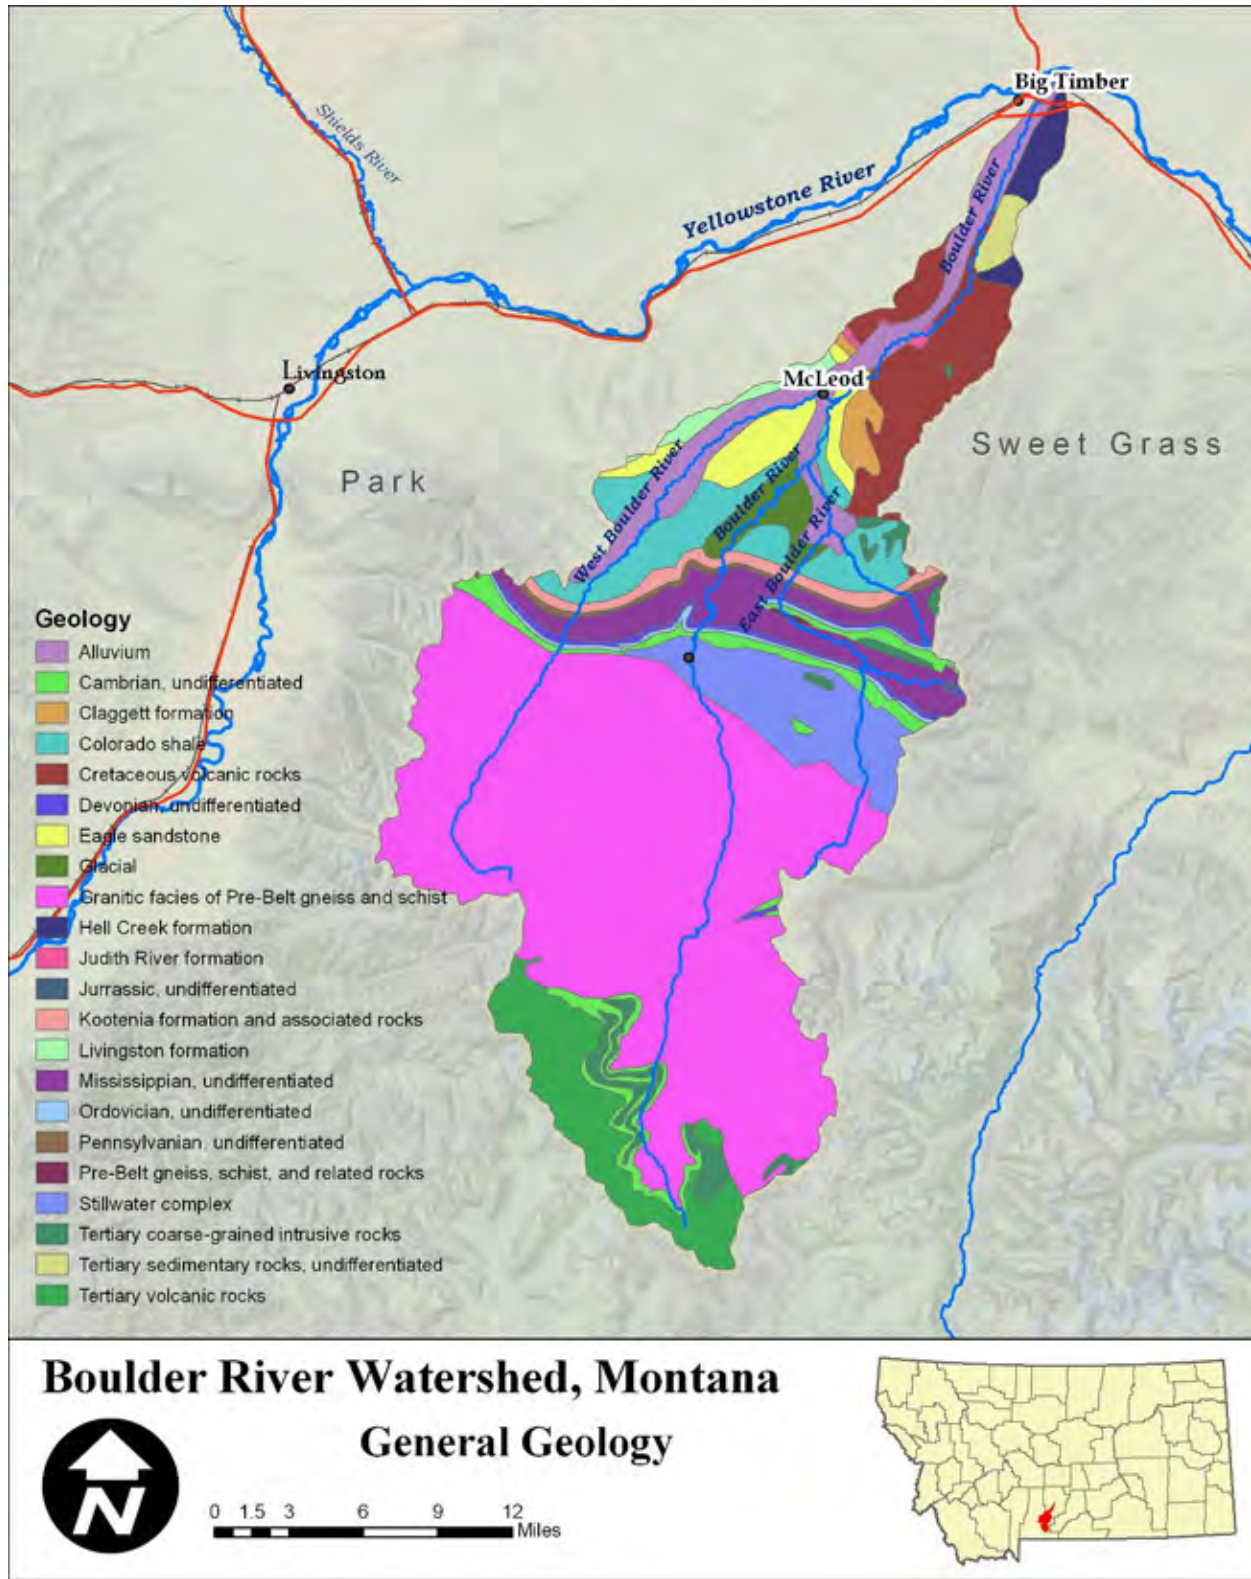 Big Timber
Shields River
Yellowstone River
Boulder River
Livingston
McLeod
Sweet Grass
Park
West Boulder River
Boulder River
East Boulder River
Geology
Alluvium
Cambrian, undifferentiated
Claggett formation
Colorado shale
Cretaceous volcanic rocks
Devonian, undifferentiated
Eagle sandstone
Glacial
Granitic facies of Pre-Belt gneiss and schist
Hell Creek formation
Judith River formation
Jurrassic, undifferentiated
Kootenia formation and associated rocks
Livingston formation
Mississippian, undifferentiated
Ordovician, undifferentiated
Pennsylvanian, undifferentiated
Pre-Belt gneiss, schist, and related rocks
Stillwater complex
Tertiary coarse-grained intrusive rocks
Tertiary sedimentary rocks, undifferentiated
Tertiary volcanic rocks
Boulder River Watershed, Montana
General Geology
N
0 1.5 3 6 9 12
Miles